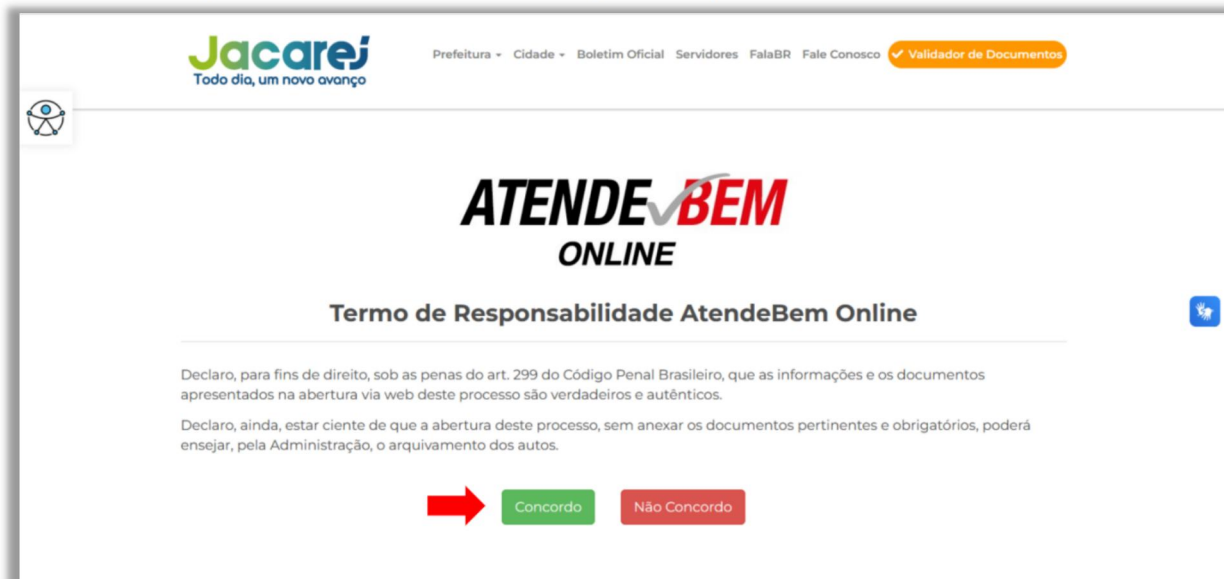 Jacareí
Todo dia, um novo avanço
Prefeitura Cidade Boletim Oficial Servidores FalaBR Fale Conosco Validador de Documentos
ATENDE BEM
ONLINE
Termo de Responsabilidade AtendeBem Online
Declaro, para fins de direito, sob as penas do art. 299 do Código Penal Brasileiro, que as informações e os documentos
apresentados na abertura via web deste processo são verdadeiros e autênticos.
Declaro, ainda, estar ciente de que a abertura deste processo, sem anexar os documentos pertinentes e obrigatórios, poderá
ensejar, pela Administração, o arquivamento dos autos.
Concordo Não Concordo